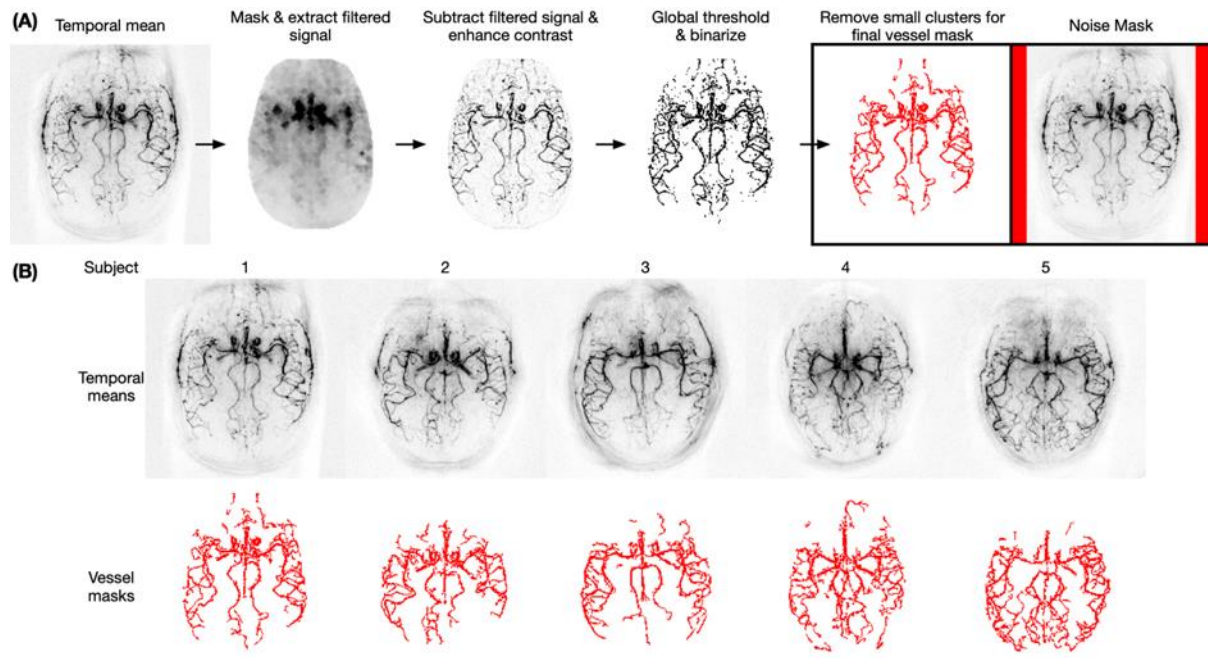 (A)
Temporal mean
Mask & extract filtered
signal
Subtract filtered signal &
enhance contrast
Global threshold
& binarize
Remove small clusters for
final vessel mask
Noise Mask
(B)
Subject
1
2
3
4
5
Temporal
means
Vessel
masks